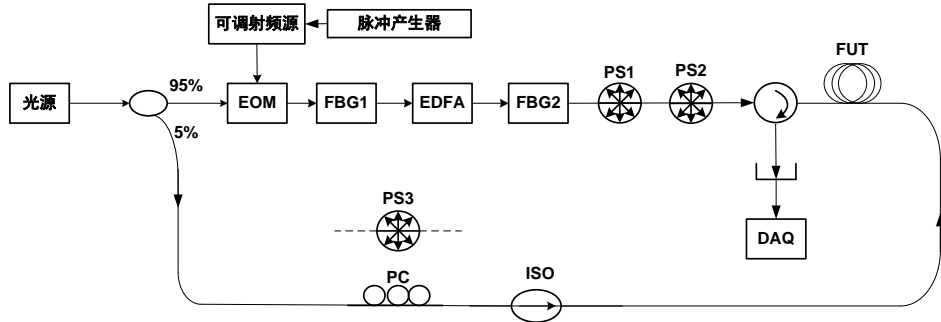 可调射频源
脉冲产生器
FUT
PS1
PS2
95%
光源
EOM
FBG1
EDFA
FBG2
5%
PS3
DAQ
PC
ISO